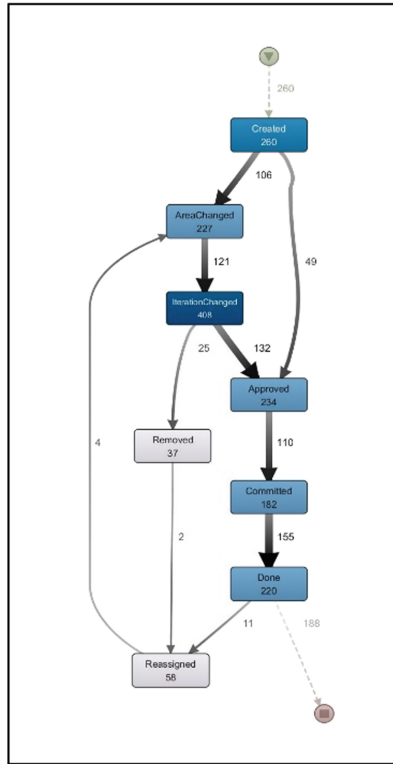 260
Created
260
106
AreaChanged
227
121
49
IterationChanged
408
25
132
Approved
234
Removed
37
4
110
Committed
182
2
155
Done
220
11
188
Reassigned
58